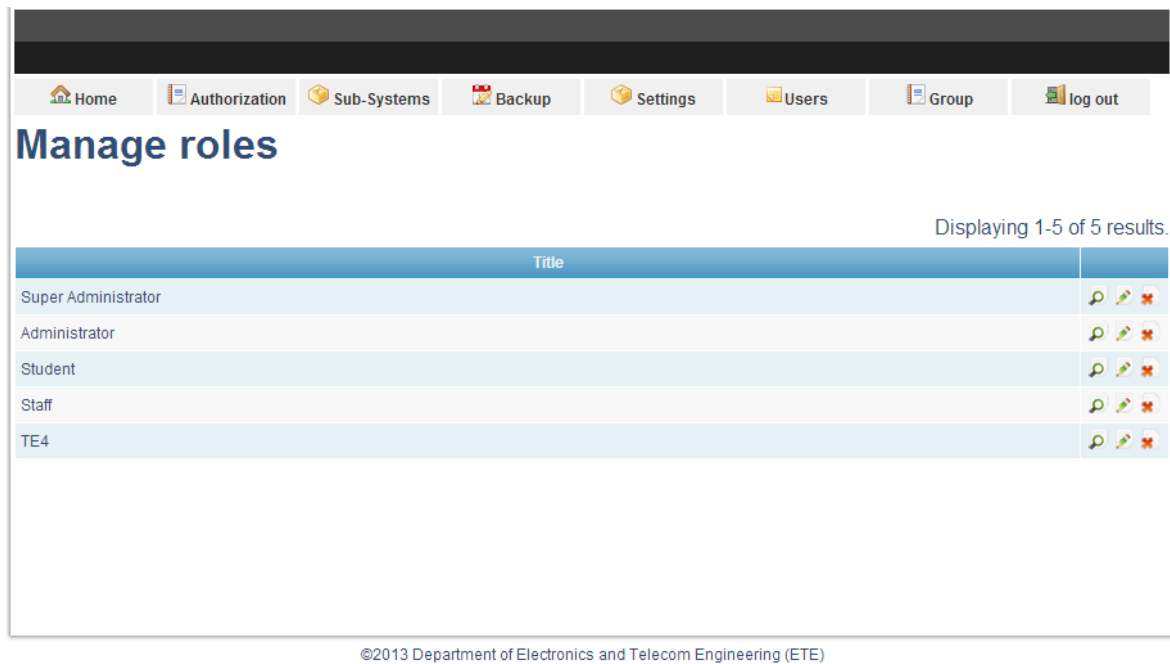 Home Authorization Sub-Systems Backup Settings Users Group log out
Manage roles
Displaying 1-5 of 5 results.
Title
Super Administrator
Administrator
Student
Staff
TE4
©2013 Department of Electronics and Telecom Engineering (ETE)